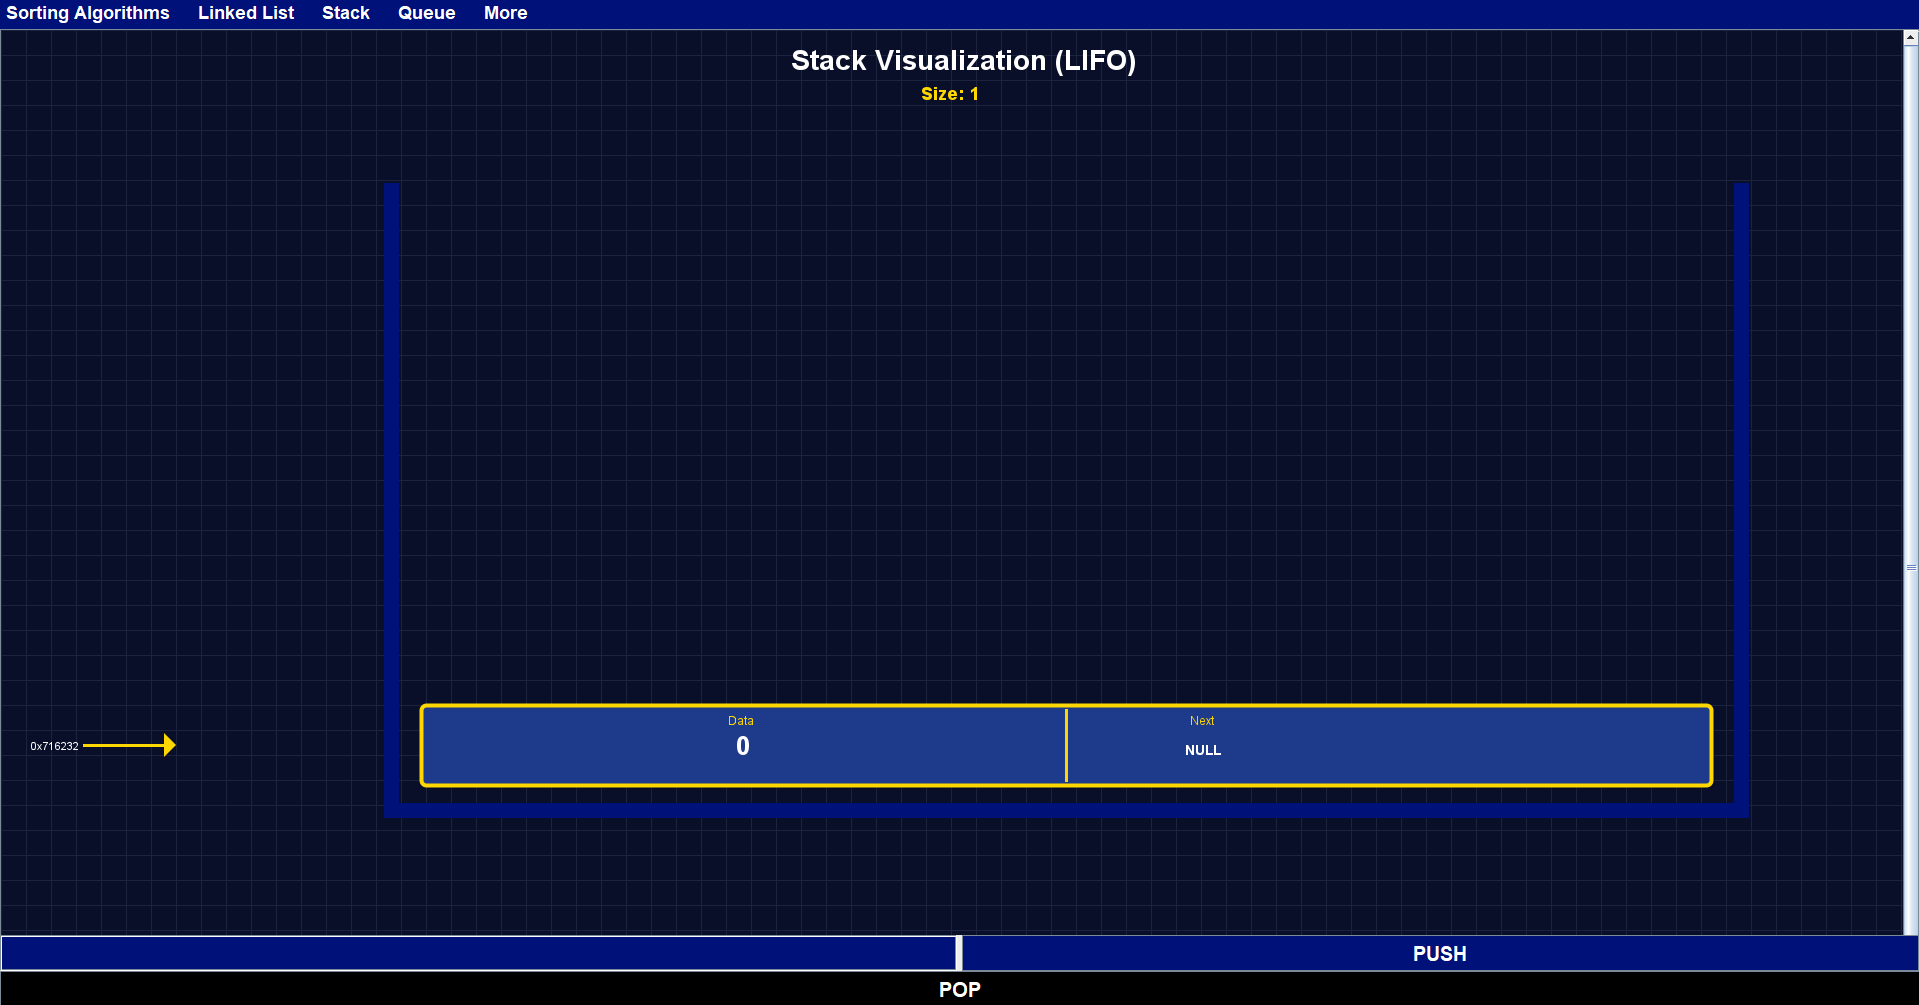 Sorting Algorithms Linked List Stack Queue More
Stack Visualization (LIFO)
Size: 1
Data Next
0 NULL
0x716232
PUSH
POP